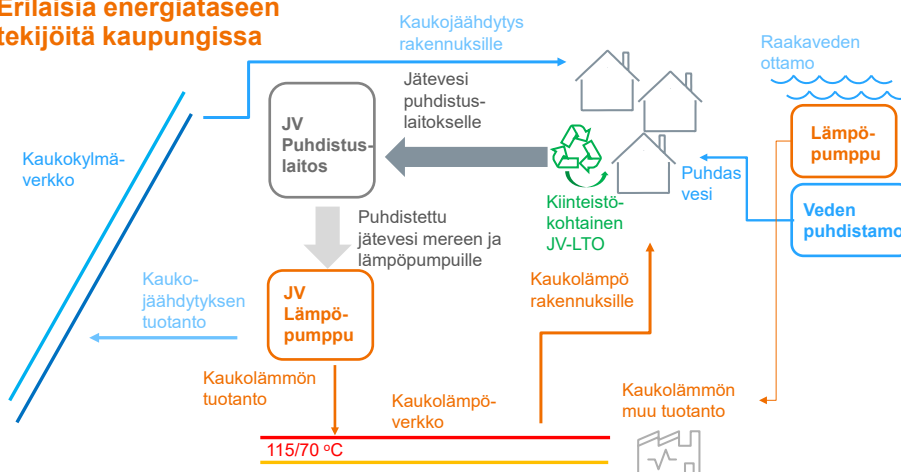 Erilaisia energiataseen
tekijöitä kaupungissa
Kaukojäähdytys
rakennuksille
Raakaveden
ottamo
Jätevesi
puhdistus-
laitokselle
JV
Puhdistus-
laitos
Lämpö-
pumppu
Kaukokylmä-
verkko
Puhdas
vesi
Kiinteistö-
kohtainen
JV-LTO
Veden
puhdistamo
Puhdistettu
jätevesi mereen ja
lämpöpumpuille
Kauko-
jäähdytyksen
tuotanto
JV
Lämpö-
pumppu
Kaukolämpö
rakennuksille
Kaukolämmön
tuotanto
Kaukolämpö-
verkko
Kaukolämmön
muu tuotanto
115/70 ºC